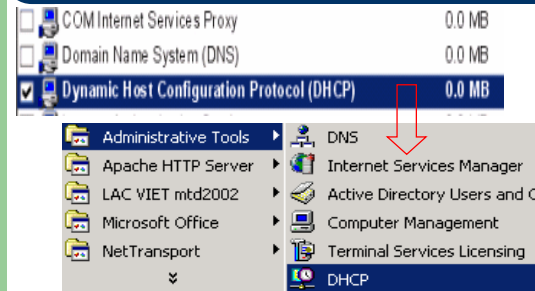 COM Internet Services Proxy 0.0 MB
Domain Name System (DNS) 0.0 MB
Dynamic Host Configuration Protocol (DHCP) 0.0 MB
Administrative Tools
Apache HTTP Server
LAC VIET mtd2002
Microsoft Office
NetTransport
DNS
Internet Services Manager
Active Directory Users and
Computer Management
Terminal Services Licensing
DHCP